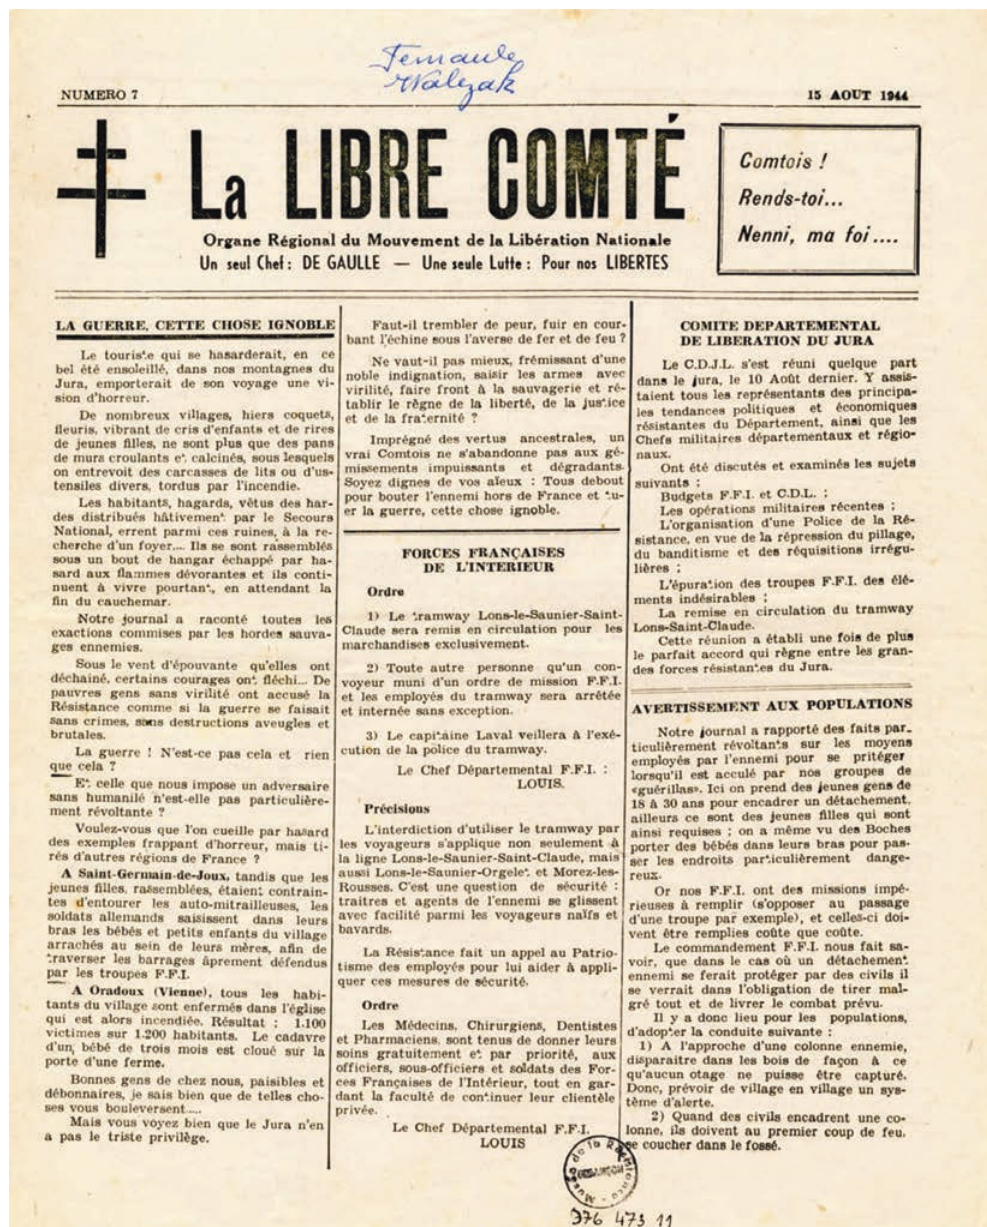 NUMERO 7
15 AOUT 1944
La LIBRE COMTÉ
Organe Régional du Mouvement de la Libération Nationale
Un seul Chef : DE GAULLE — Une seule Lutte : Pour nos LIBERTES
Comtois !
Rends-toi...
Nenni, ma foi....
LA GUERRE, CETTE CHOSE IGNOBLE
Le touriste qui se hasarderait, en ce
bel été ensoleillé, dans nos montagnes du
Jura, emporterait de son voyage une vi-
sion d'horreur.
De nombreux villages, hiers coquets,
fleuris, vibrant de cris d'enfants et de rires
de jeunes filles, ne sont plus que des pans
de murs croulants et calcinés, sous lesquels
on entrevoit des carcasses de lits ou d'us-
tensiles divers, tordus par l'incendie.
Les habitants, hagards, vêtus des har-
des distribués hâtivement par le Secours
National, errent parmi ces ruines, à la re-
cherche d'un foyer.... Ils se sont rassemblés
sous un bout de hangar échappé par ha-
sard aux flammes dévorantes et ils conti-
nuent à vivre pourtant, en attendant la
fin du cauchemar.
Notre journal a raconté toutes les
exactions commises par les hordes sauva-
ges ennemies.
Sous le vent d'épouvante qu'elles ont
déchainé, certains courages ont fléchi... De
pauvres gens sans virilité ont accusé la
Résistance comme si la guerre se faisait
sans crimes, sans destructions aveugles et
brutales.
La guerre ! N'est-ce pas cela et rien
que cela ?
Et celle que nous impose un adversaire
sans humanilé n'est-elle pas particulière-
ment révoltante ?
Voulez-vous que l'on cueille par hasard
des exemples frappant d'horreur, mais ti-
rés d'autres régions de France ?
A Saint-Germain-de-Joux, tandis que les
jeunes filles, rassemblées, étaient contrain-
tes d'entourer les auto-mitrailleuses, les
soldats allemands saisissent dans leurs
bras les bébés et petits enfants du village
arrachés au sein de leurs mères, afin de
traverser les barrages âprement défendus
par les troupes F.F.I.
A Oradoux (Vienne), tous les habi-
tants du village sont enfermés dans l'église
qui est alors incendiée. Résultat : 1.100
victimes sur 1.200 habitants. Le cadavre
d'un bébé de trois mois est cloué sur la
porte d'une ferme.
Bonnes gens de chez nous, paisibles et
débonnaires, je sais bien que de telles cho-
ses vous bouleversent....
Mais vous voyez bien que le Jura n'en
a pas le triste privilège.
Faut-il trembler de peur, fuir en cour-
bant l'échine sous l'averse de fer et de feu ?
Ne vaut-il pas mieux, frémissant d'une
noble indignation, saisir les armes avec
virilité, faire front à la sauvagerie et ré-
tablir le règne de la liberté, de la justice
et de la fraternité ?
Imprégné des vertus ancestrales, un
vrai Comtois ne s'abandonne pas aux gé-
missements impuissants et dégradants.
Soyez dignes de vos aïeux : Tous debout
pour bouter l'ennemi hors de France et tu-
er la guerre, cette chose ignoble.
FORCES FRANÇAISES
DE L'INTERIEUR
Ordre
1) Le tramway Lons-le-Saunier-Saint-
Claude sera remis en circulation pour les
marchandises exclusivement.
2) Toute autre personne qu'un con-
voyeur muni d'un ordre de mission F.F.I.
et les employés du tramway sera arrêtée
et internée sans exception.
3) Le capitaine Laval veillera à l'exé-
cution de la police du tramway.
Le Chef Départemental F.F.I. :
LOUIS.
Précisions
L'interdiction d'utiliser le tramway par
les voyageurs s'applique non seulement à
la ligne Lons-le-Saunier-Saint-Claude, mais
aussi Lons-le-Saunier-Orgelet et Morez-les-
Rousses. C'est une question de sécurité :
traitres et agents de l'ennemi se glissent
avec facilité parmi les voyageurs naïfs et
bavards.
La Résistance fait un appel au Patrio-
tisme des employés pour lui aider à appli-
quer ces mesures de sécurité.
Ordre
Les Médecins, Chirurgiens, Dentistes
et Pharmaciens, sont tenus de donner leurs
soins gratuitement et par priorité, aux
officiers, sous-officiers et soldats des For-
ces Françaises de l'Intérieur, tout en gar-
dant la faculté de continuer leur clientèle
privée.
Le Chef Départemental F.F.I.
LOUIS
COMITE DEPARTEMENTAL
DE LIBERATION DU JURA
Le C.D.J.L. s'est réuni quelque part
dans le jura, le 10 Août dernier. Y assis-
taient tous les représentants des principa-
les tendances politiques et économiques
résistantes du Département, ainsi que les
Chefs militaires départementaux et régio-
naux.
Ont été discutés et examinés les sujets
suivants :
Budgets F.F.I. et C.D.L. ;
Les opérations militaires récentes ;
L'organisation d'une Police de la Ré-
sistance, en vue de la répression du pillage,
du banditisme et des réquisitions irrégu-
lières ;
L'épuration des troupes F.F.I. des élé-
ments indésirables ;
La remise en circulation du tramway
Lons-Saint-Claude.
Cette réunion a établi une fois de plus
le parfait accord qui règne entre les gran-
des forces résistantes du Jura.
AVERTISSEMENT AUX POPULATIONS
Notre journal a rapporté des faits par-
ticulièrement révoltants sur les moyens
employés par l'ennemi pour se pritéger
lorsqu'il est acculé par nos groupes de
«guérillas». Ici on prend des jeunes gens de
18 à 30 ans pour encadrer un détachement,
ailleurs ce sont des jeunes filles qui sont
ainsi requises ; on a même vu des Boches
porter des bébés dans leurs bras pour pas-
ser les endroits particulièrement dange-
reux.
Or nos F.F.I. ont des missions impé-
rieuses à remplir (s'opposer au passage
d'une troupe par exemple), et celles-ci doi-
vent être remplies coûte que coûte.
Le commandement F.F.I. nous fait sa-
voir, que dans le cas où un détachement
ennemi se ferait protéger par des civils il
se verrait dans l'obligation de tirer mal-
gré tout et de livrer le combat prévu.
Il y a donc lieu pour les populations,
d'adopter la conduite suivante :
1) A l'approche d'une colonne ennemie,
disparaître dans les bois de façon à ce
qu'aucun otage ne puisse être capturé.
Donc, prévoir de village en village un sys-
tème d'alerte.
2) Quand des civils encadrent une co-
lonne, ils doivent au premier coup de feu,
se coucher dans le fossé.
Musée de la Résistance
BESANÇON
976 473 11